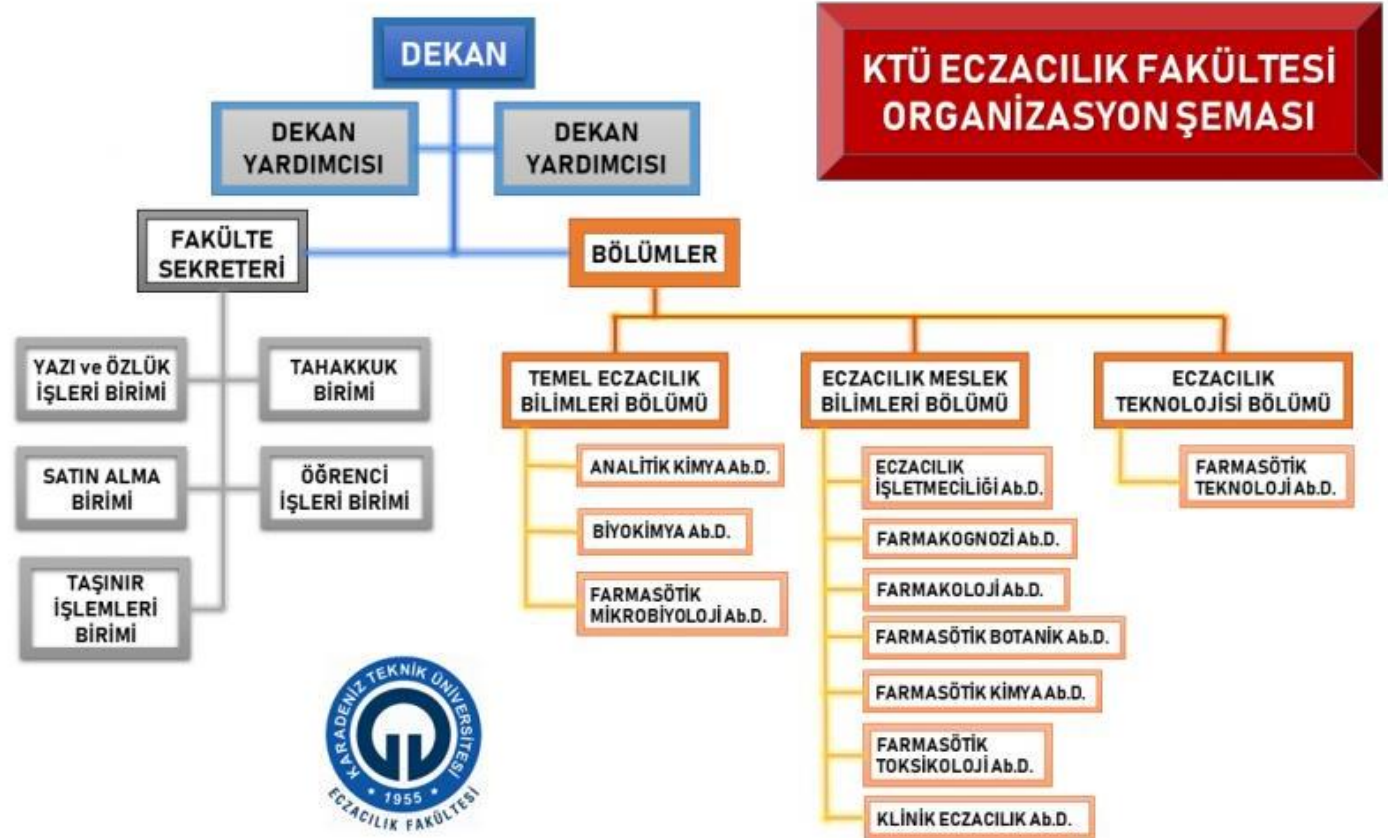 DEKAN
KTÜ ECZACILIK FAKÜLTESİ
ORGANİZASYON ŞEMASI
DEKAN
YARDIMCISI
DEKAN
YARDIMCISI
FAKÜLTE
SEKRETERİ
BÖLÜMLER
YAZI ve ÖZLÜK
İŞLERİ BİRİMİ
TAHAKKUK
BİRİMİ
SATIN ALMA
BİRİMİ
ÖĞRENCİ
İŞLERİ BİRİMİ
TAŞINIR
İŞLEMLERİ
BİRİMİ
TEMEL ECZACILIK
BİLİMLERİ BÖLÜMÜ
ANALİTİK KİMYA Ab.D.
BİYOKİMYA Ab.D.
FARMASÖTİK
MİKROBİYOLOJİ Ab.D.
ECZACILIK MESLEK
BİLİMLERİ BÖLÜMÜ
ECZACILIK
İŞLETMECİLİĞİ Ab.D.
FARMAKOGNOZİ Ab.D.
FARMAKOLOJİ Ab.D.
FARMASÖTİK BOTANİK Ab.D.
FARMASÖTİK KİMYA Ab.D.
FARMASÖTİK
TOKSİKOLOJİ Ab.D.
KLİNİK ECZACILIK Ab.D.
ECZACILIK
TEKNOLOJİSİ BÖLÜMÜ
FARMASÖTİK
TEKNOLOJİ Ab.D.
KARADENİZ TEKNİK ÜNİVERSİTESİ
• 1955 •
ECZACILIK FAKÜLTESİ